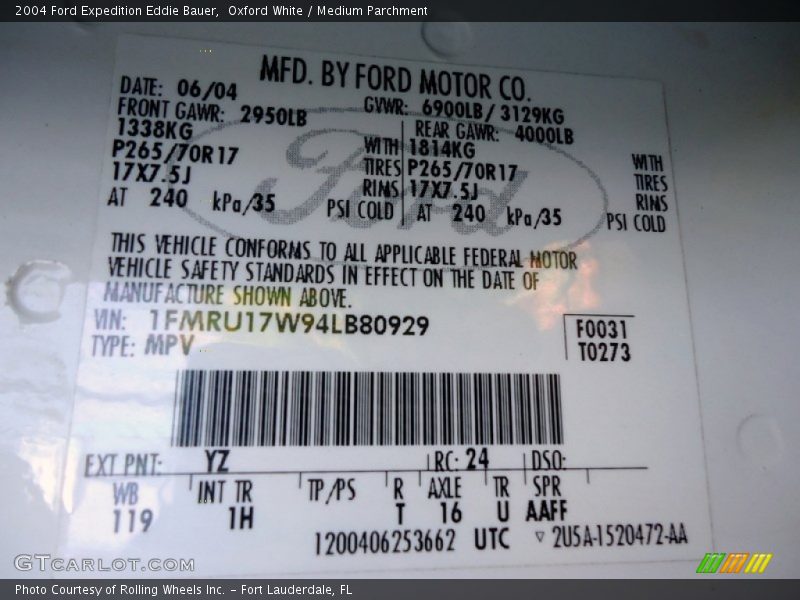 2004 Ford Expedition Eddie Bauer,  Oxford White / Medium Parchment
MFD. BY FORD MOTOR CO.
DATE: 06/04 GVWR: 6900LB / 3129KG
FRONT GAWR: 2950LB REAR GAWR: 4000LB
1338KG WITH 1814KG WITH
P265/70R17 TIRES P265/70R17 TIRES
17X7.5J RIMS 17X7.5J RIMS
AT 240 kPa/35 PSI COLD AT 240 kPa/35 PSI COLD
Ford
THIS VEHICLE CONFORMS TO ALL APPLICABLE FEDERAL MOTOR
VEHICLE SAFETY STANDARDS IN EFFECT ON THE DATE OF
MANUFACTURE SHOWN ABOVE.
VIN: 1FMRU17W94LB80929 F0031
TYPE: MPV T0273
EXT PNT: YZ RC: 24 DSO:
WB INT TR TP/PS R AXLE TR SPR
119 1H T 16 U AAFF
1200406253662 UTC ▽ 2U5A-1520472-AA
GTCARLOT.COM
Photo Courtesy of Rolling Wheels Inc. – Fort Lauderdale, FL